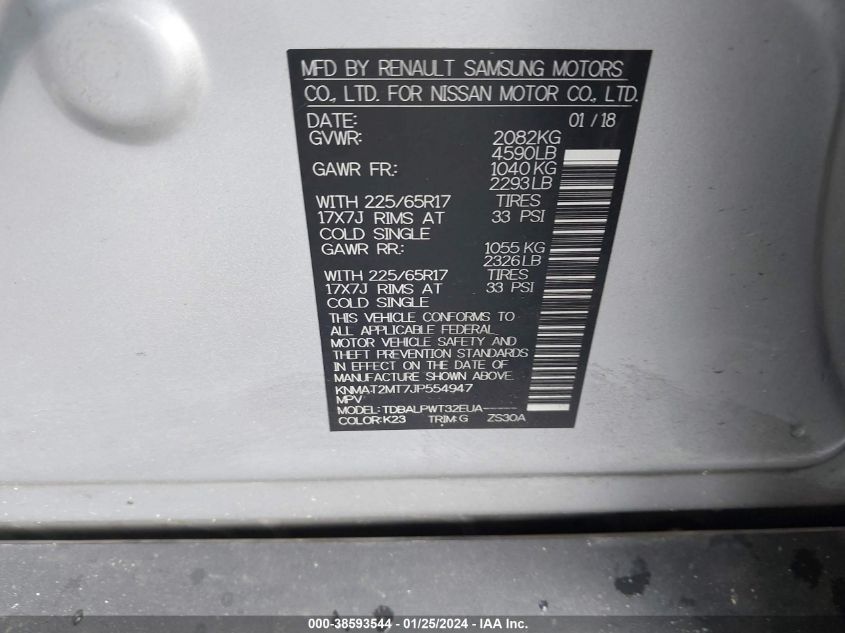 MFD BY RENAULT SAMSUNG MOTORS
CO., LTD. FOR NISSAN MOTOR CO., LTD.
DATE: 01 / 18
GVWR: 2082KG
4590LB
GAWR FR.: 1040 KG
2293 LB
WITH 225/65R17 TIRES
17X7J RIMS AT 33 PSI
COLD SINGLE
GAWR RR.: 1055 KG
2326 LB
WITH 225/65R17 TIRES
17X7J RIMS AT 33 PSI
COLD SINGLE
THIS VEHICLE CONFORMS TO
ALL APPLICABLE FEDERAL
MOTOR VEHICLE SAFETY AND
THEFT PREVENTION STANDARDS
IN EFFECT ON THE DATE OF
MANUFACTURE SHOWN ABOVE.
KNMAT2MT7JP554947
MPV
MODEL: TDBALPWT32EUA-----
COLOR:K23 TRIM:G ZS30A
000-38593544 - 01/25/2024 - IAA Inc.